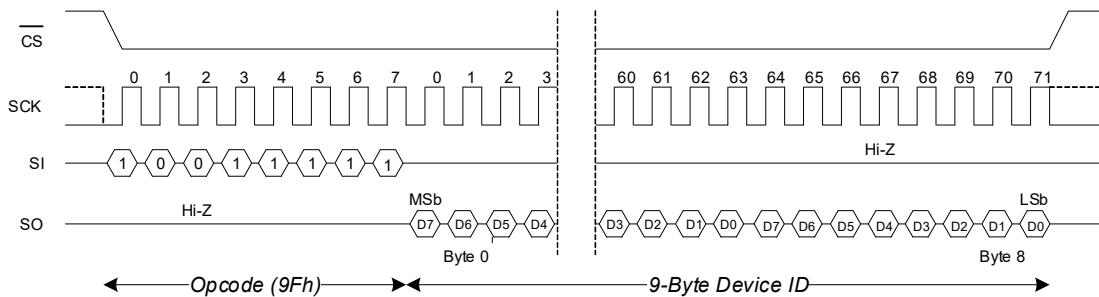 CS
0 1 2 3 4 5 6 7 0 1 2 3 60 61 62 63 64 65 66 67 68 69 70 71
SCK
Hi-Z
SI 1 0 0 1 1 1 1 1
MSb LSb
Hi-Z
SO D7 D6 D5 D4 D3 D2 D1 D0 D7 D6 D5 D4 D3 D2 D1 D0
Byte 0 Byte 8
Opcode (9Fh) 9-Byte Device ID